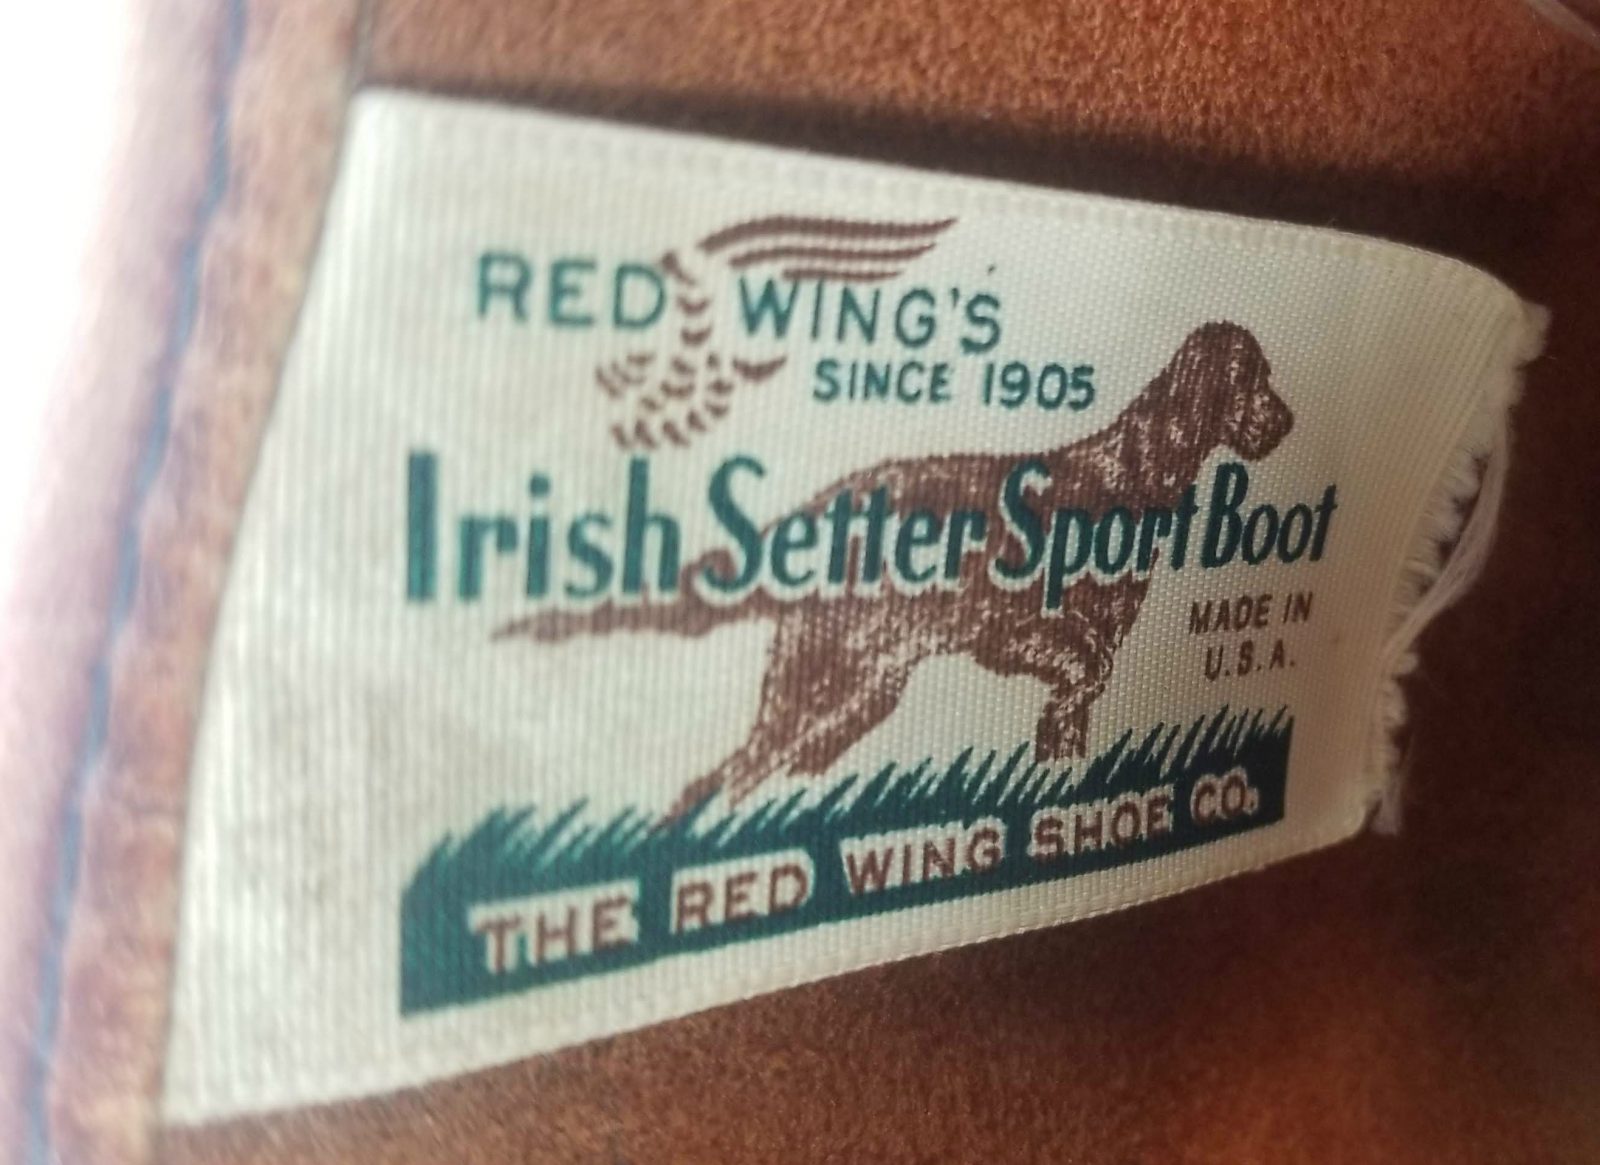 RED WING'S
SINCE 1905
Irish Setter Sport Boot
MADE IN
U.S.A.
THE RED WING SHOE CO.